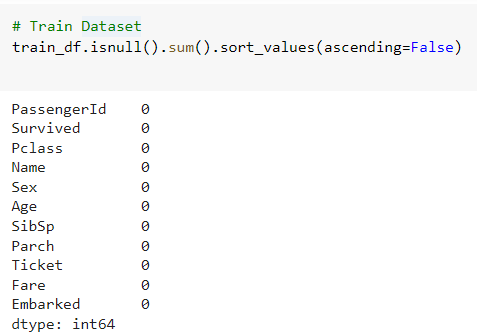 # Train Dataset
train_df.isnull().sum().sort_values(ascending=False)
PassengerId    0
Survived       0
Pclass         0
Name           0
Sex            0
Age            0
SibSp          0
Parch          0
Ticket         0
Fare           0
Embarked       0
dtype: int64